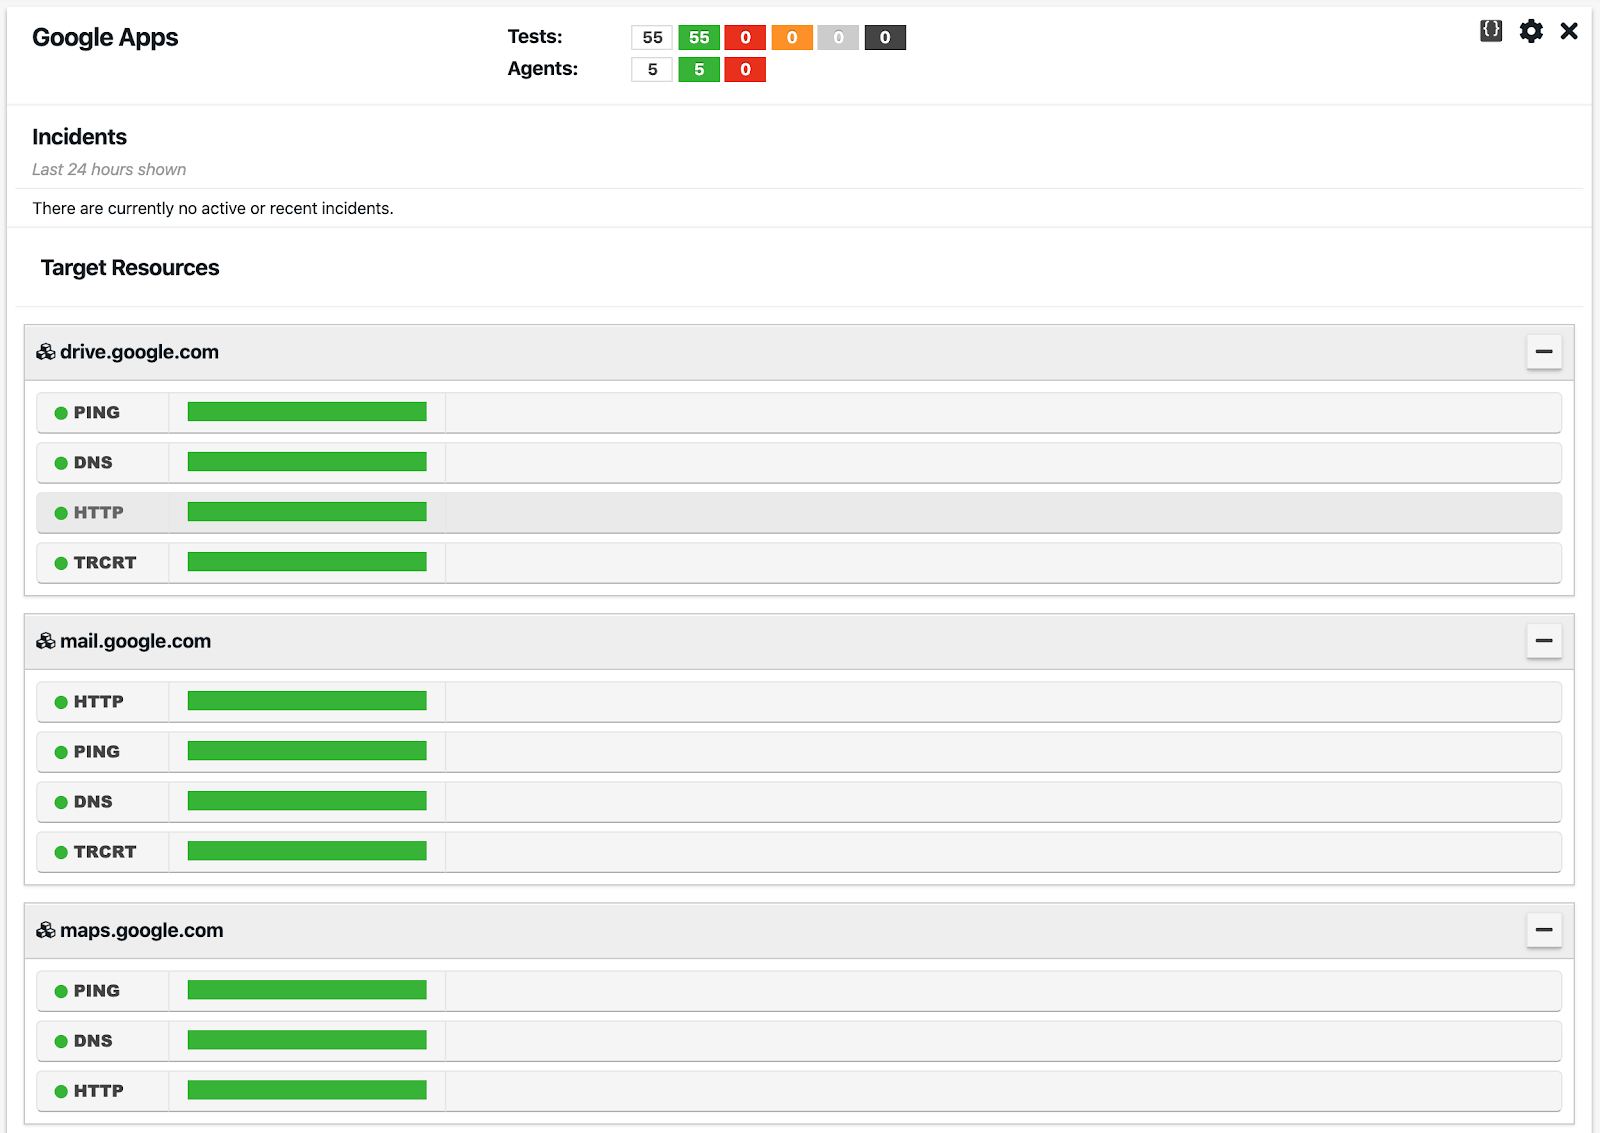 Google Apps
Tests: 55 55 0 0 0 0
Agents: 5 5 0
Incidents
Last 24 hours shown
There are currently no active or recent incidents.
Target Resources
drive.google.com
PING
DNS
HTTP
TRCRT
mail.google.com
HTTP
PING
DNS
TRCRT
maps.google.com
PING
DNS
HTTP